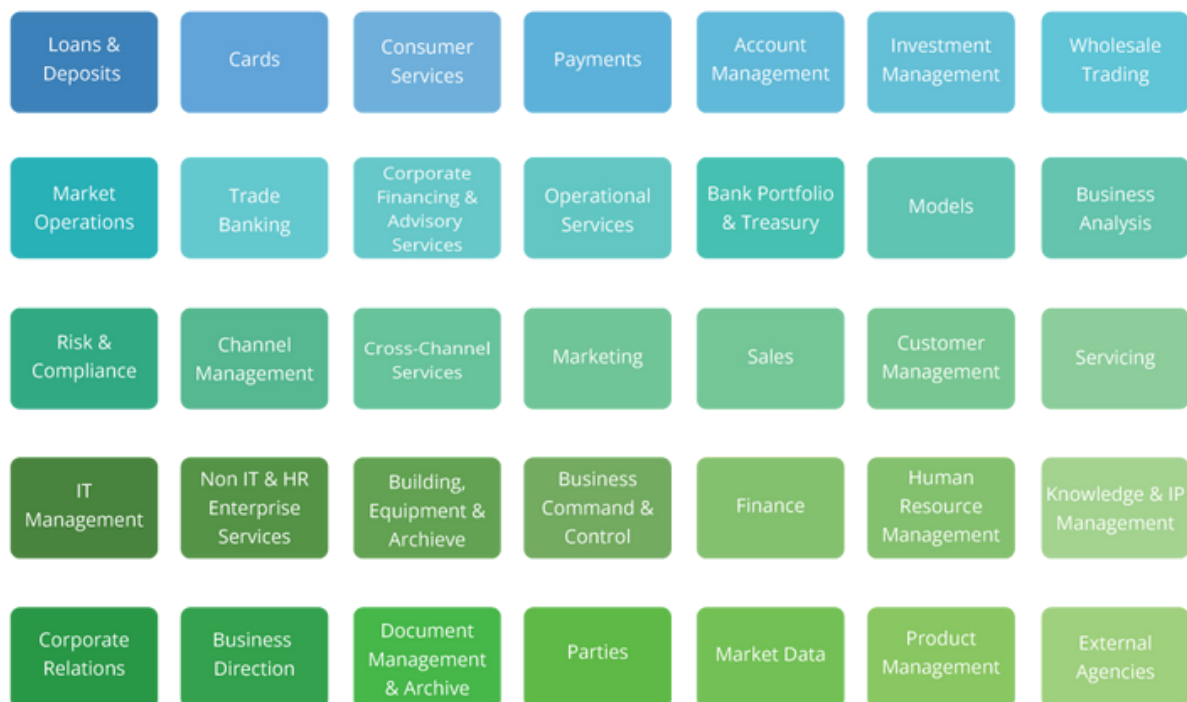 Loans &
Deposits
Cards
Consumer
Services
Payments
Account
Management
Investment
Management
Wholesale
Trading
Market
Operations
Trade
Banking
Corporate
Financing &
Advisory
Services
Operational
Services
Bank Portfolio
& Treasury
Models
Business
Analysis
Risk &
Compliance
Channel
Management
Cross-Channel
Services
Marketing
Sales
Customer
Management
Servicing
IT
Management
Non IT & HR
Enterprise
Services
Building,
Equipment &
Archieve
Business
Command &
Control
Finance
Human
Resource
Management
Knowledge & IP
Management
Corporate
Relations
Business
Direction
Document
Management
& Archive
Parties
Market Data
Product
Management
External
Agencies